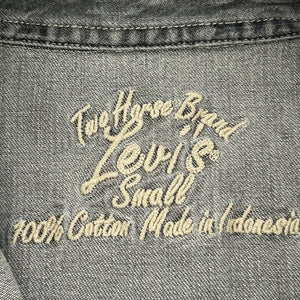 Two Horse Brand
Levi's
Small
100% Cotton Made in Indonesia